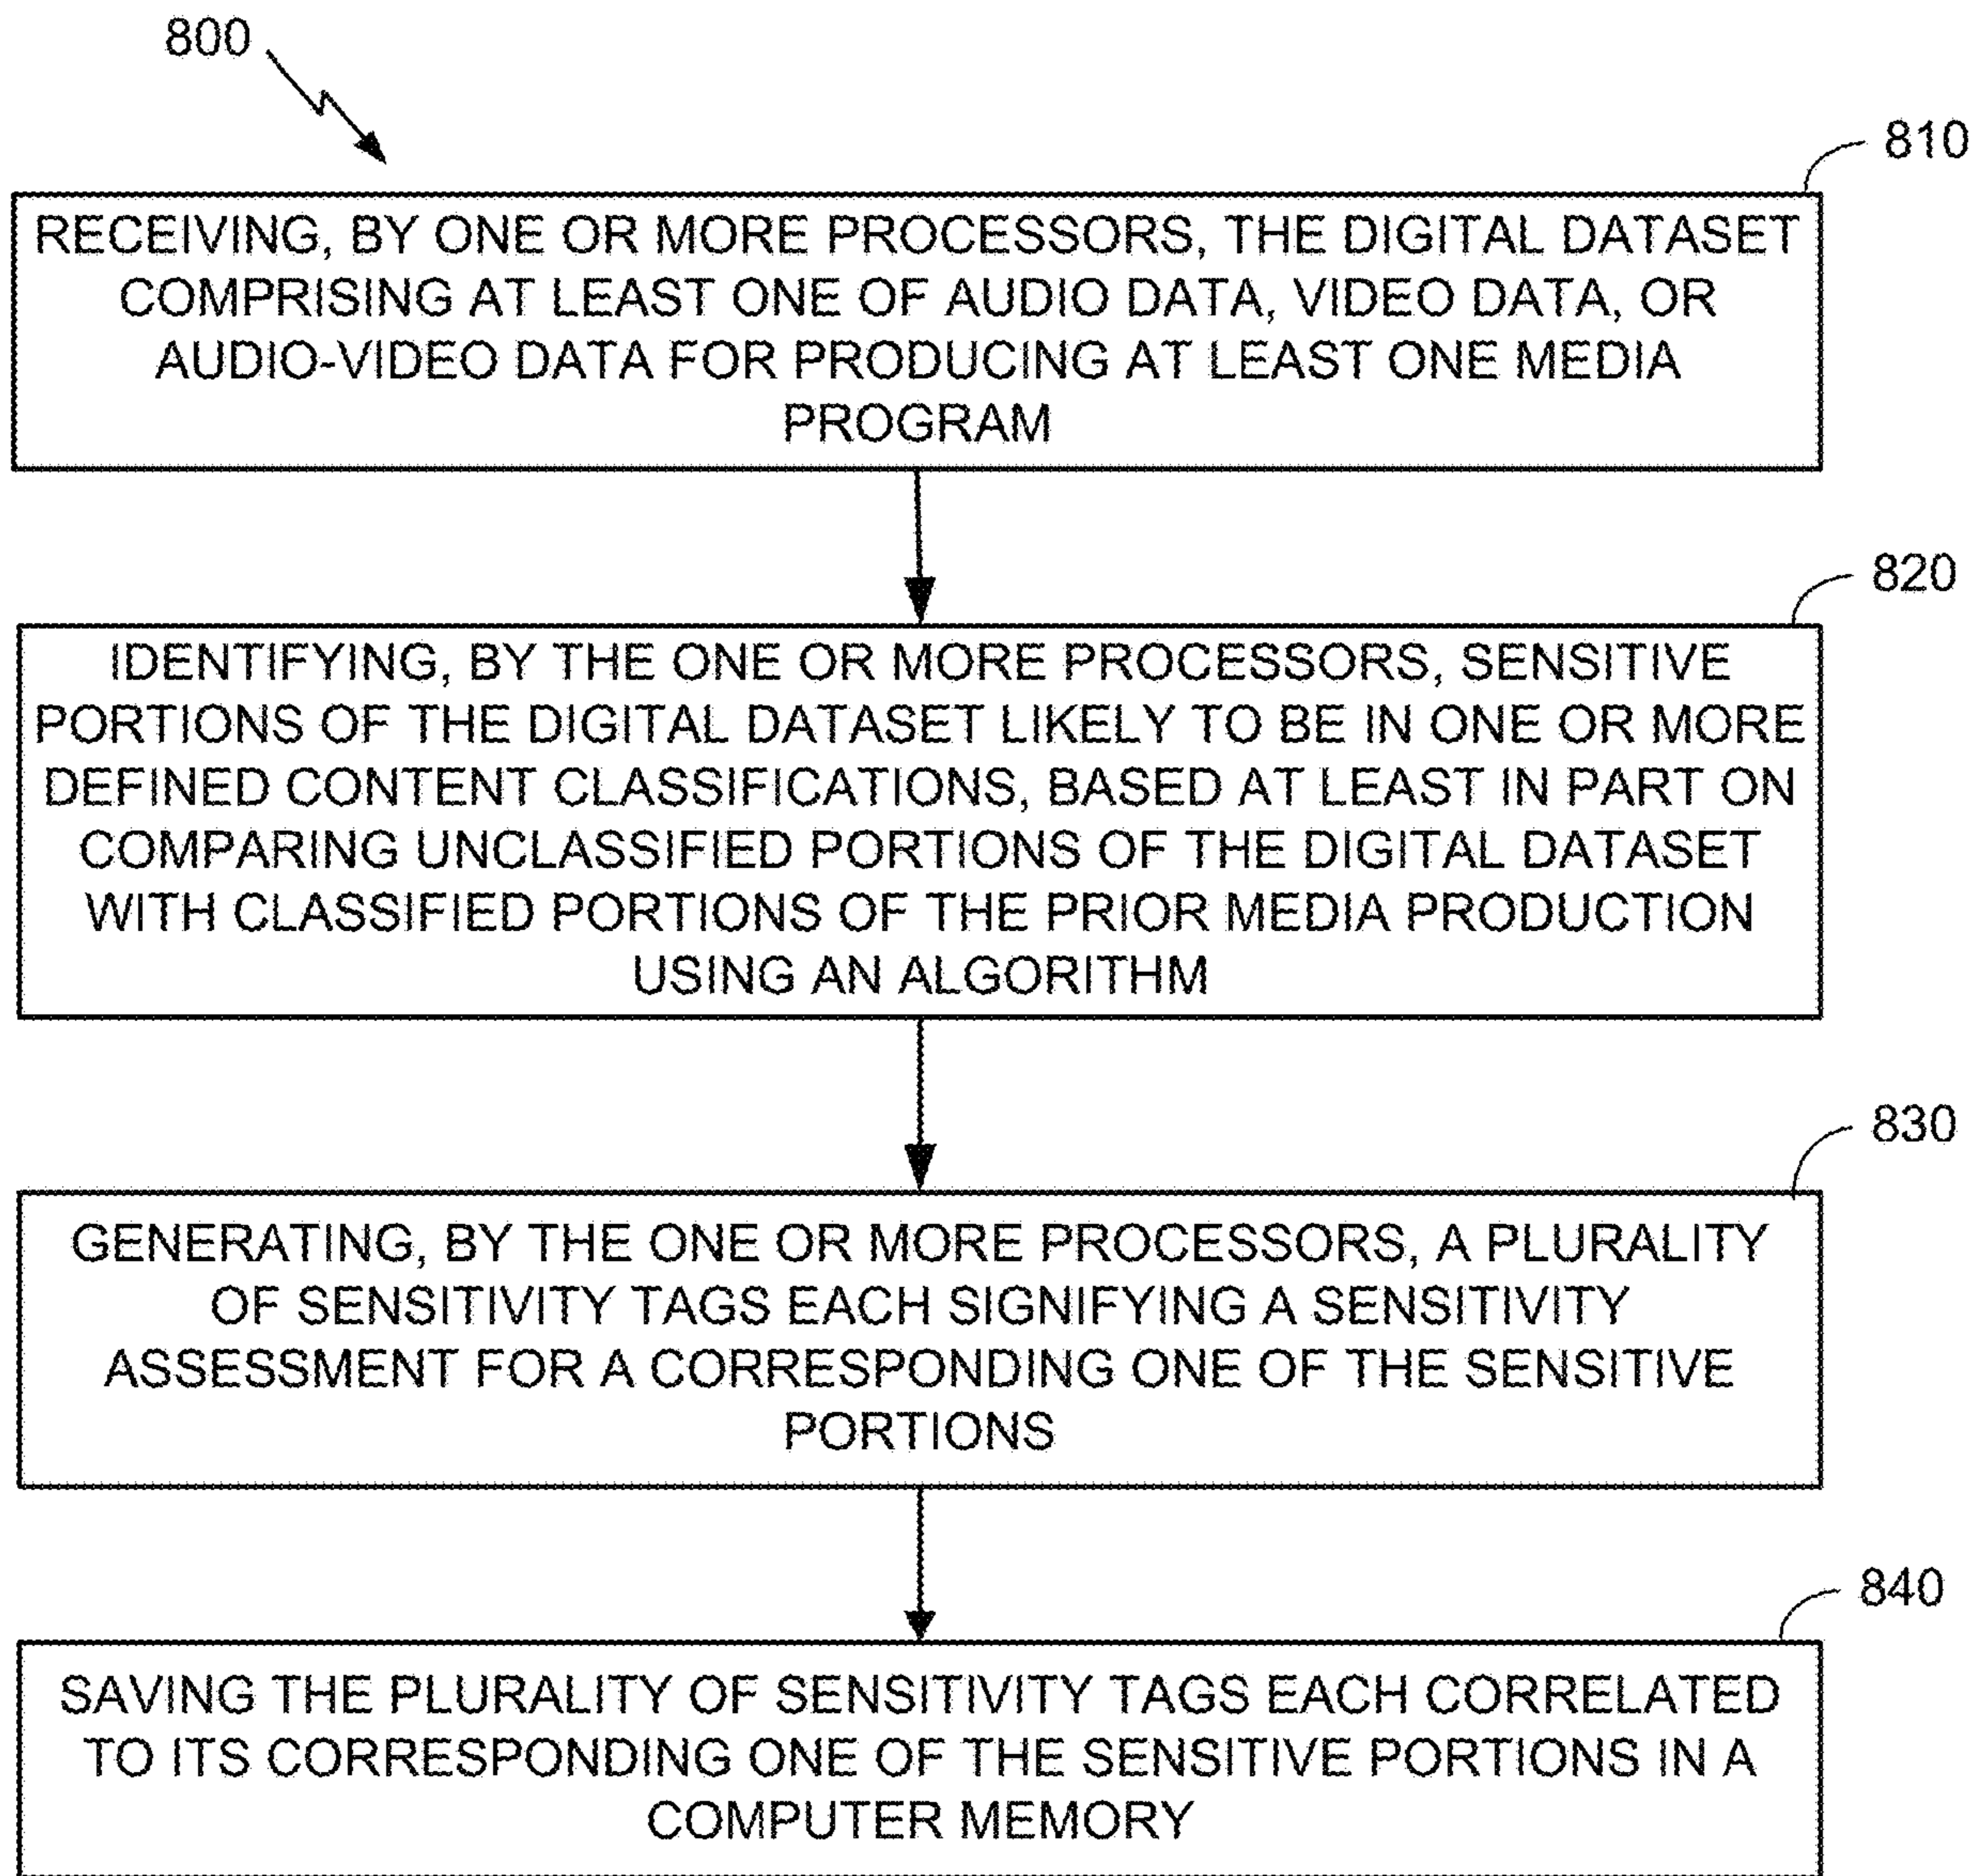 800
810
RECEIVING, BY ONE OR MORE PROCESSORS, THE DIGITAL DATASET
COMPRISING AT LEAST ONE OF AUDIO DATA, VIDEO DATA, OR
AUDIO-VIDEO DATA FOR PRODUCING AT LEAST ONE MEDIA
PROGRAM
820
IDENTIFYING, BY THE ONE OR MORE PROCESSORS, SENSITIVE
PORTIONS OF THE DIGITAL DATASET LIKELY TO BE IN ONE OR MORE
DEFINED CONTENT CLASSIFICATIONS, BASED AT LEAST IN PART ON
COMPARING UNCLASSIFIED PORTIONS OF THE DIGITAL DATASET
WITH CLASSIFIED PORTIONS OF THE PRIOR MEDIA PRODUCTION
USING AN ALGORITHM
830
GENERATING, BY THE ONE OR MORE PROCESSORS, A PLURALITY
OF SENSITIVITY TAGS EACH SIGNIFYING A SENSITIVITY
ASSESSMENT FOR A CORRESPONDING ONE OF THE SENSITIVE
PORTIONS
840
SAVING THE PLURALITY OF SENSITIVITY TAGS EACH CORRELATED
TO ITS CORRESPONDING ONE OF THE SENSITIVE PORTIONS IN A
COMPUTER MEMORY